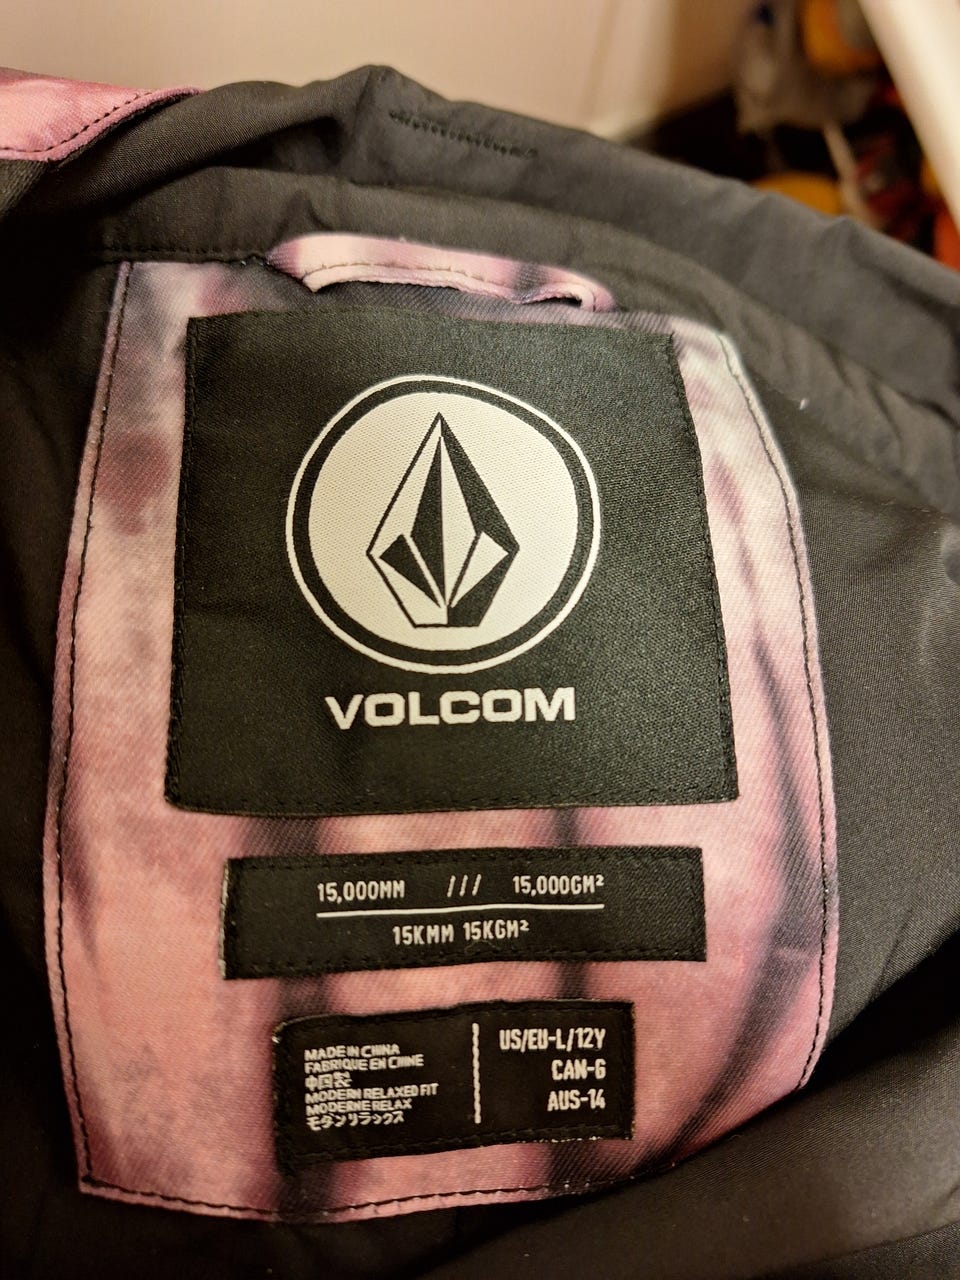 VOLCOM
15,000MM /// 15,000GM²
15KMM 15KGM²
MADE IN CHINA
FABRIQUE EN CHINE
中国製
MODERN RELAXED FIT
MODERNE RELAX
モダンリラックス
US/EU-L/12Y
CAN-G
AUS-14